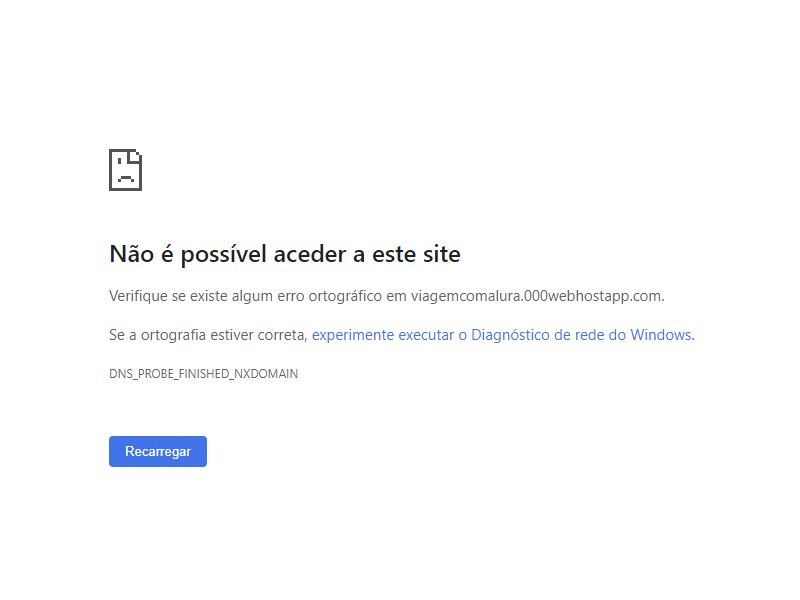 Não é possível aceder a este site
Verifique se existe algum erro ortográfico em viagemcomalura.000webhostapp.com.
Se a ortografia estiver correta, experimente executar o Diagnóstico de rede do Windows.
DNS_PROBE_FINISHED_NXDOMAIN
Recarregar